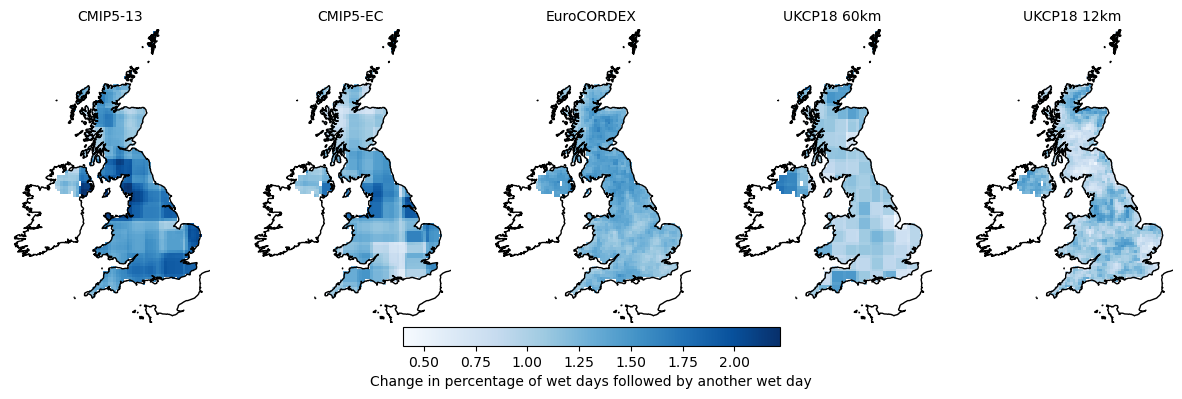 CMIP5-13
CMIP5-EC
EuroCORDEX
UKCP18 60km
UKCP18 12km
0.50 0.75 1.00 1.25 1.50 1.75 2.00
Change in percentage of wet days followed by another wet day